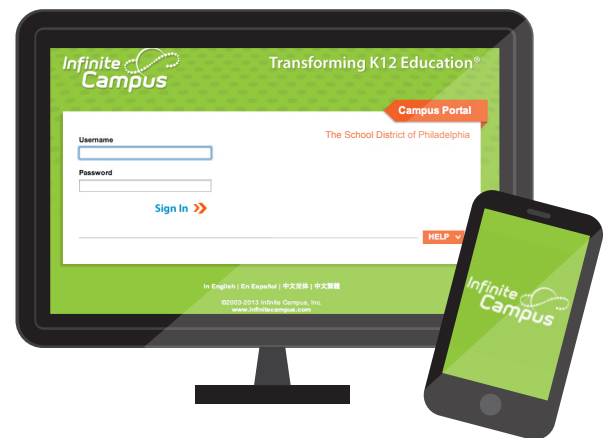 Infinite
Campus
Transforming K12 Education®
Campus Portal
The School District of Philadelphia
Username
Password
Sign In
HELP
In English | En Español | 中文简体 | 中文繁體
©2003-2013 Infinite Campus, Inc.
www.infinitecampus.com
Infinite
Campus